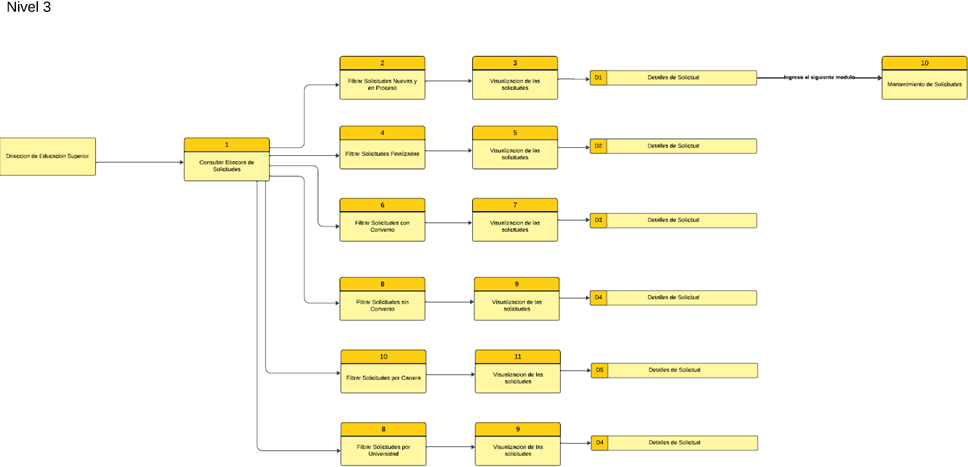 Nivel 3
2
Filtrar Solicitudes Nuevas y
en Proceso
3
Visualizacion de las
solicitudes
D1
Detalles de Solicitud
Ingreso al siguiente modulo
10
Mantenimiento de Solicitudes
Direccion de Educacion Superior
1
Consultar Bitacora de
Solicitudes
4
Filtrar Solicitudes Finalizadas
5
Visualizacion de las
solicitudes
D2
Detalles de Solicitud
6
Filtrar Solicitudes con
Convenio
7
Visualizacion de las
solicitudes
D3
Detalles de Solicitud
8
Filtrar Solicitudes sin
Convenio
9
Visualizacion de las
solicitudes
D4
Detalles de Solicitud
10
Filtrar Solicitudes por Carrera
11
Visualizacion de las
solicitudes
D5
Detalles de Solicitud
8
Filtrar Solicitudes por
Universidad
9
Visualizacion de las
solicitudes
D4
Detalles de Solicitud